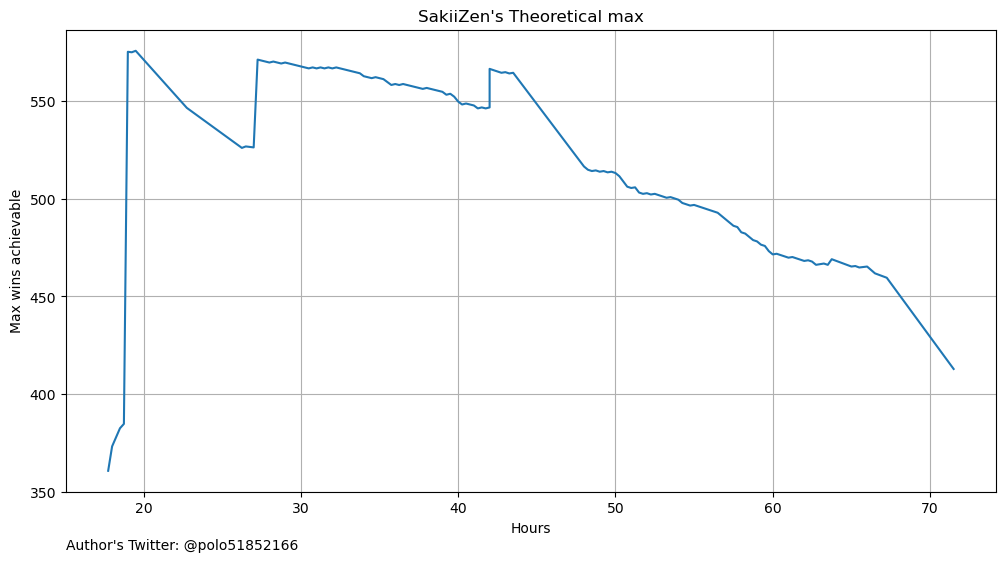 SakiiZen's Theoretical max
Max wins achievable
550
500
450
400
350
20 30 40 50 60 70
Hours
Author's Twitter: @polo51852166